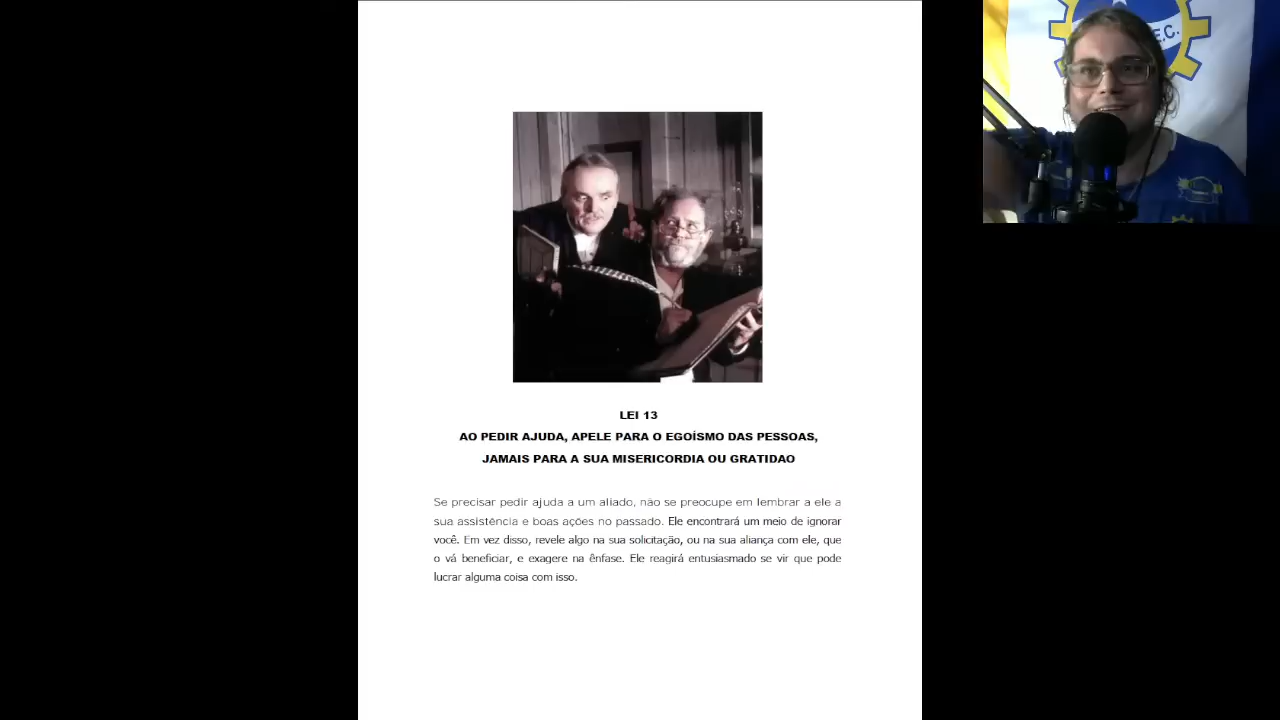 E.C.
LEI 13
AO PEDIR AJUDA, APELE PARA O EGOÍSMO DAS PESSOAS,
JAMAIS PARA A SUA MISERICORDIA OU GRATIDAO
Se precisar pedir ajuda a um aliado, não se preocupe em lembrar a ele a
sua assistência e boas ações no passado. Ele encontrará um meio de ignorar
você. Em vez disso, revele algo na sua solicitação, ou na sua aliança com ele, que
o vá beneficiar, e exagere na ênfase. Ele reagirá entusiasmado se vir que pode
lucrar alguma coisa com isso.